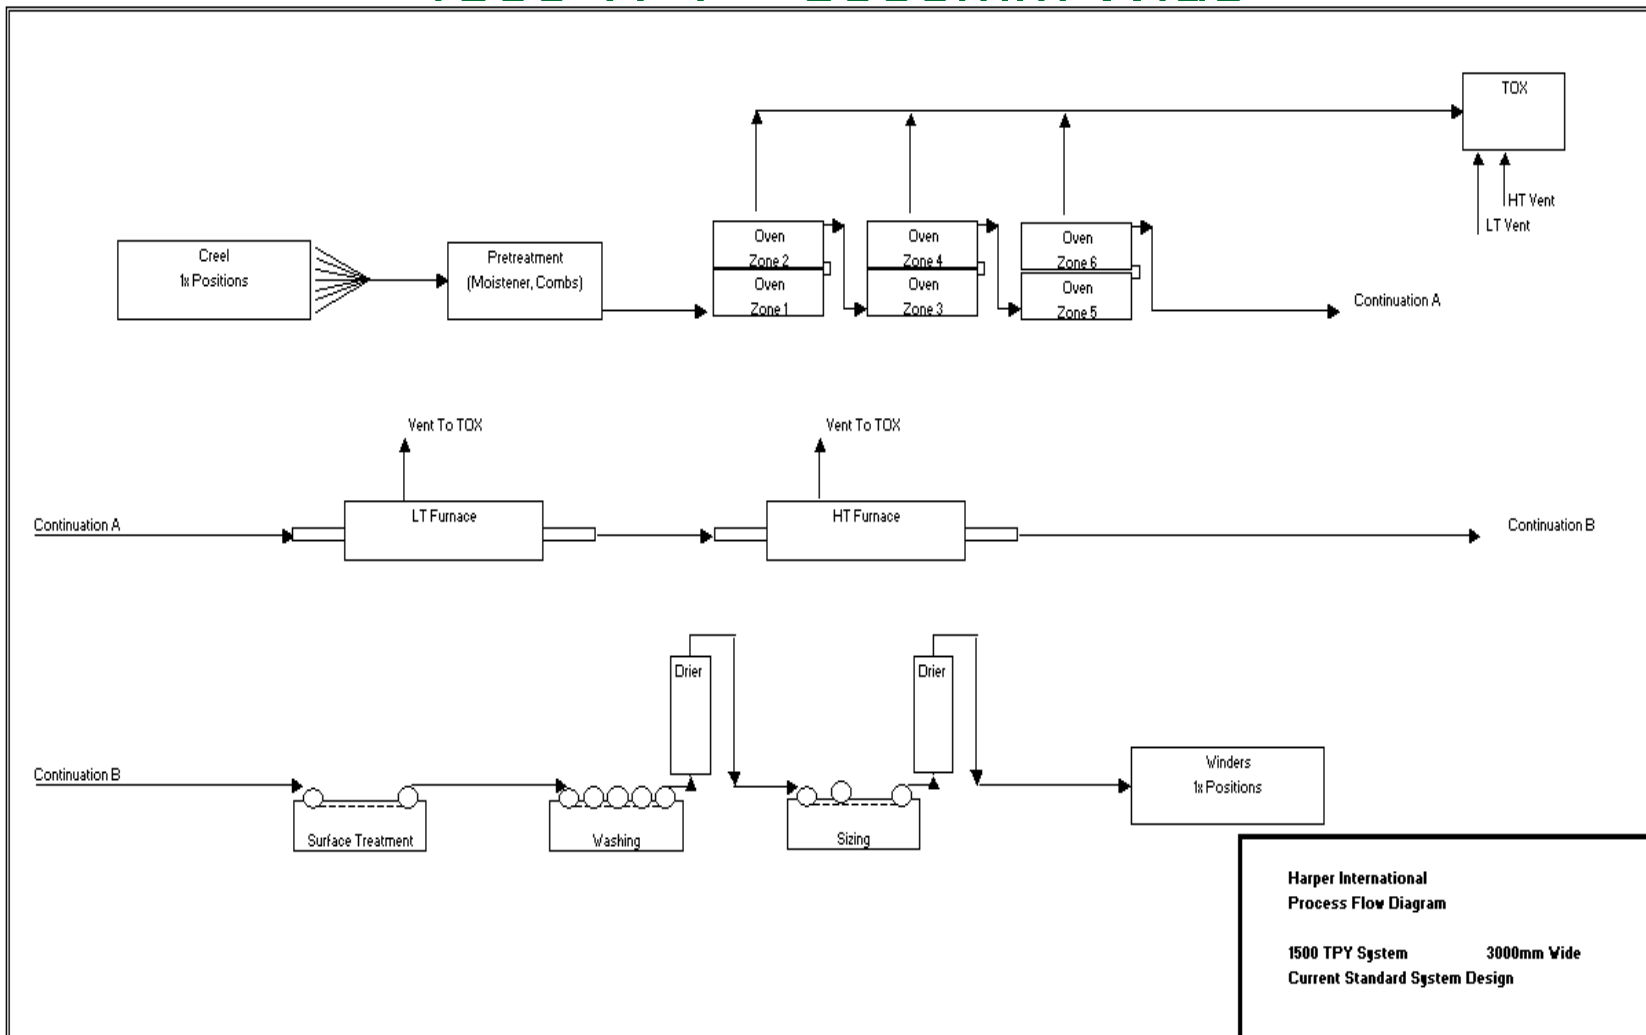 TOX
HT Vent
LT Vent
Creel
1x Positions
Pretreatment
(Moistener, Combs)
Oven
Zone 2
Oven
Zone 1
Oven
Zone 4
Oven
Zone 3
Oven
Zone 6
Oven
Zone 5
Continuation A
Vent To TOX
Vent To TOX
Continuation A
LT Furnace
HT Furnace
Continuation B
Drier
Drier
Continuation B
Surface Treatment
Washing
Sizing
Winders
1x Positions
Harper International
Process Flow Diagram
1500 TPY System 3000mm Wide
Current Standard System Design